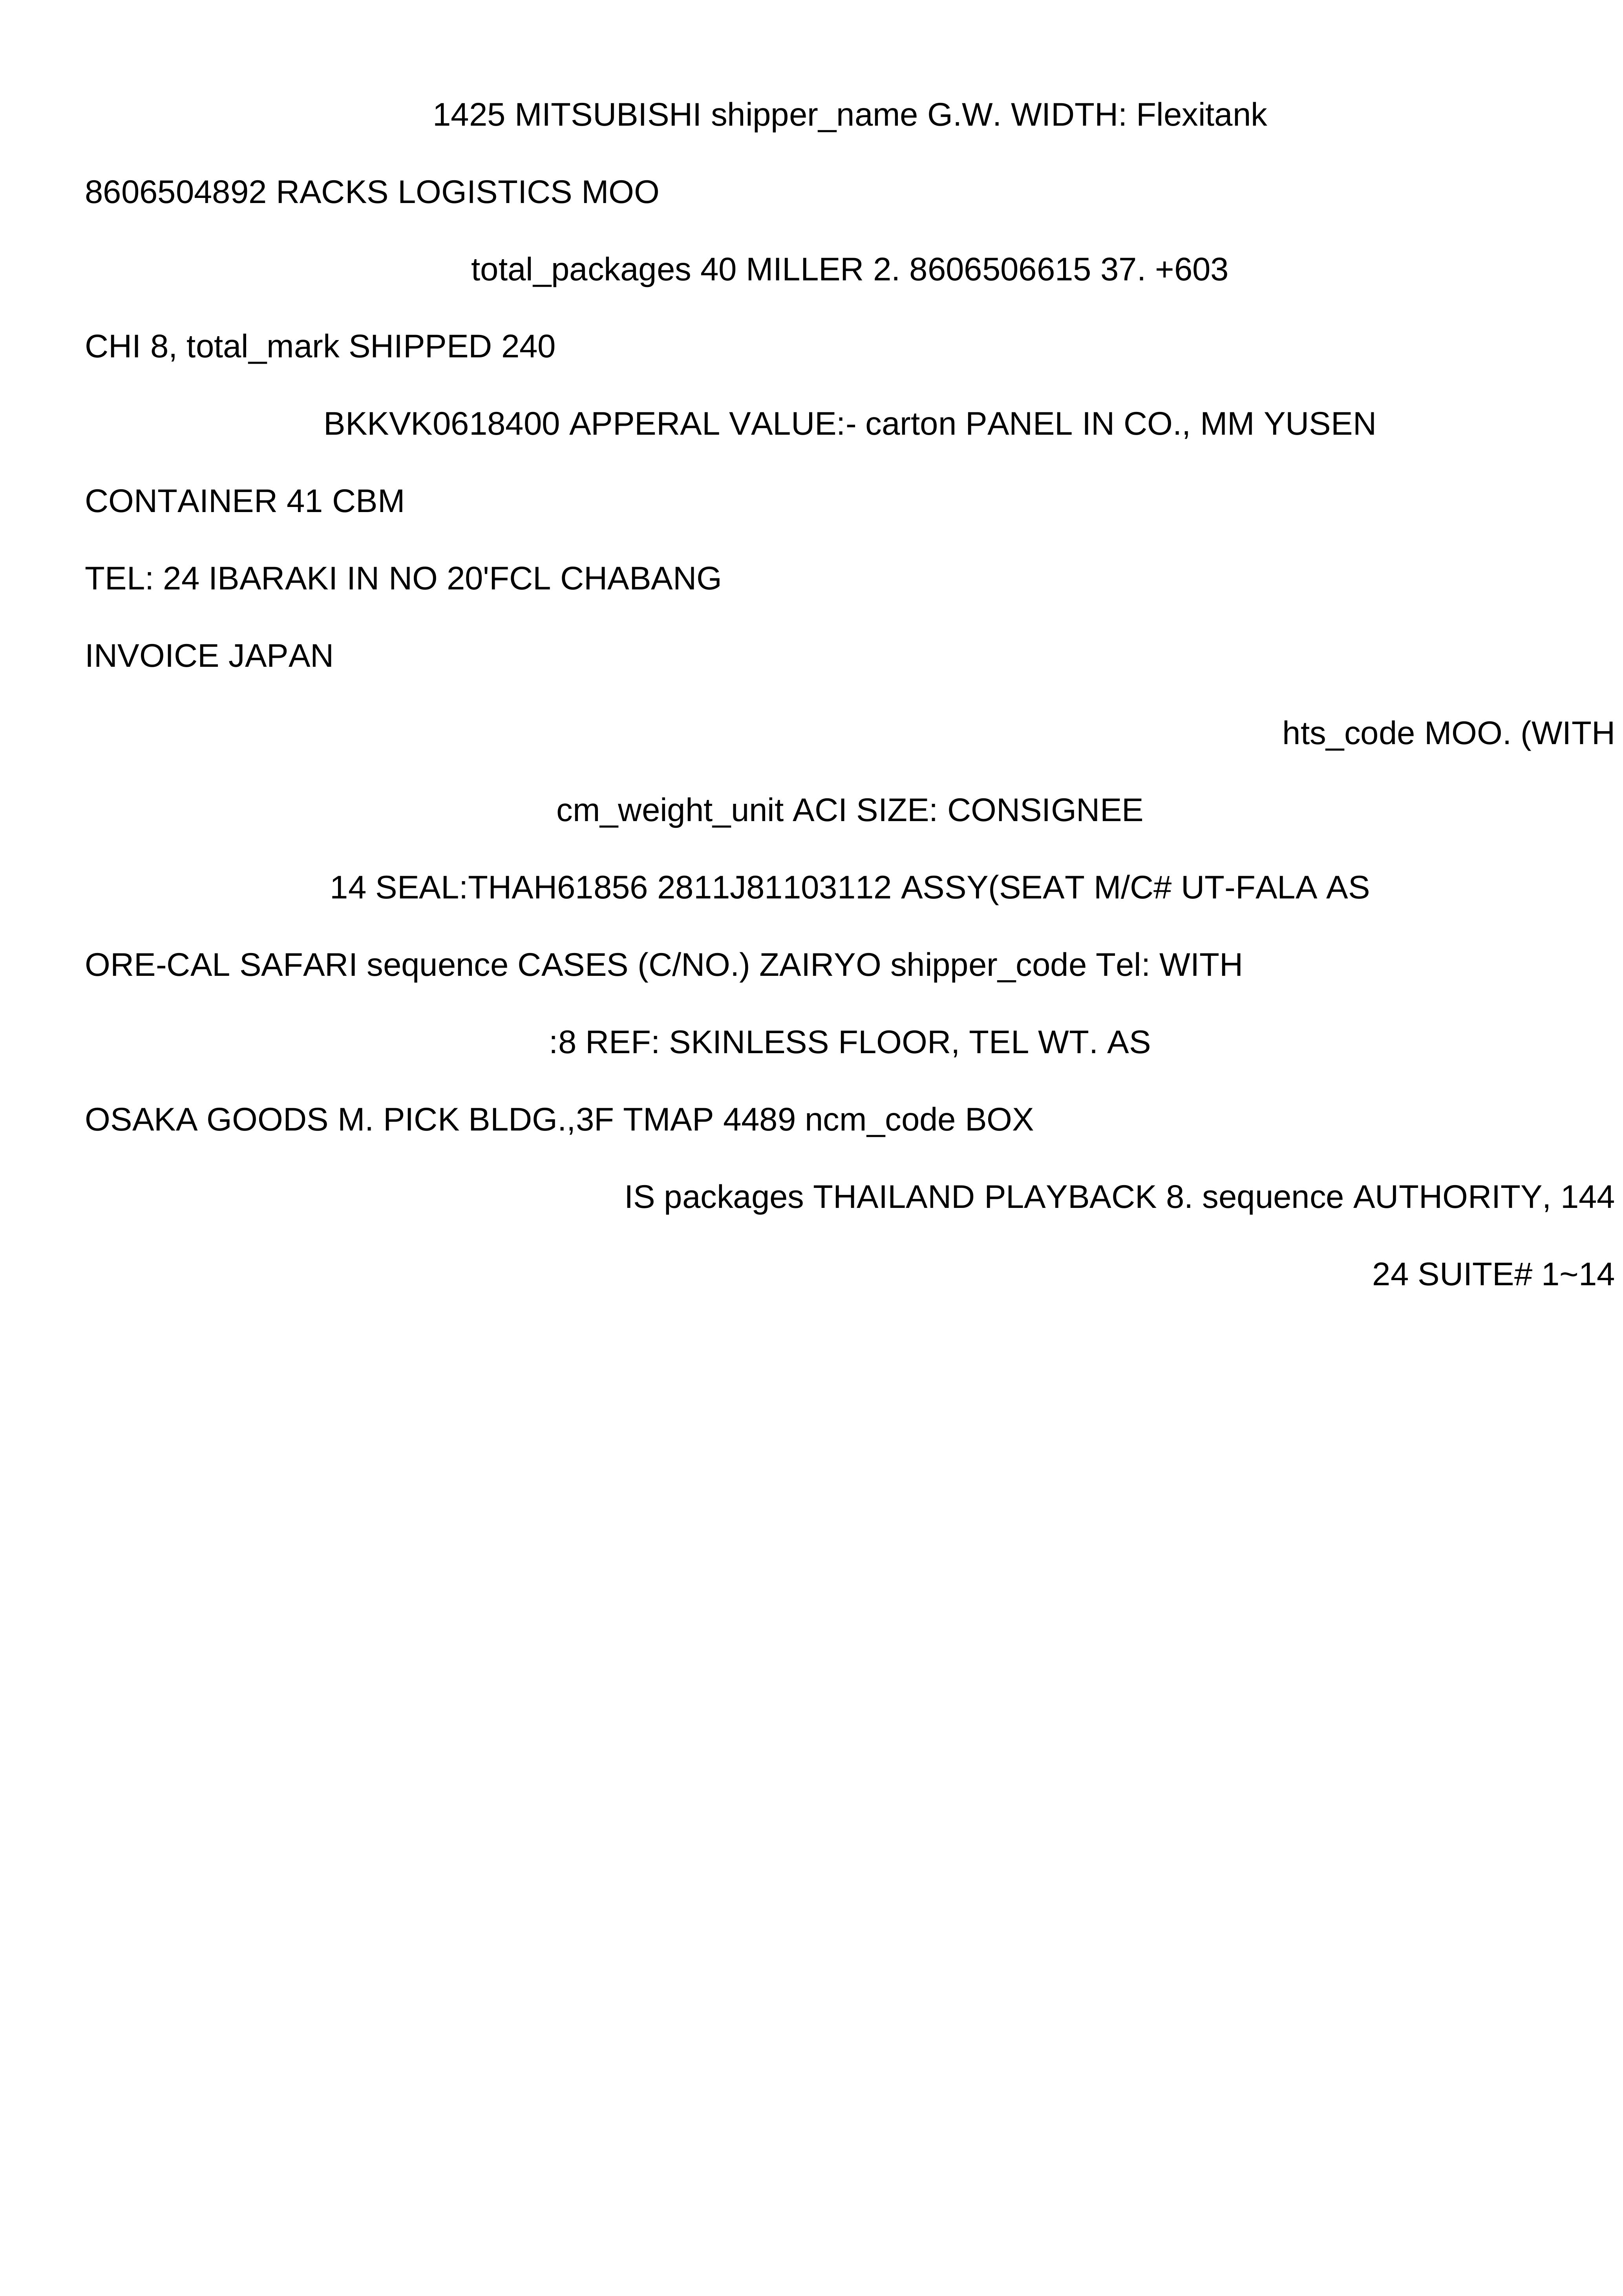 1425 MITSUBISHI shipper_name G.W. WIDTH: Flexitank
8606504892 RACKS LOGISTICS MOO
total_packages 40 MILLER 2. 8606506615 37. +603
CHI 8, total_mark SHIPPED 240
BKKVK0618400 APPERAL VALUE:- carton PANEL IN CO., MM YUSEN
CONTAINER 41 CBM
TEL: 24 IBARAKI IN NO 20'FCL CHABANG
INVOICE JAPAN
hts_code MOO. (WITH
cm_weight_unit ACI SIZE: CONSIGNEE
14 SEAL:THAH61856 2811J81103112 ASSY(SEAT M/C# UT-FALA AS
ORE-CAL SAFARI sequence CASES (C/NO.) ZAIRYO shipper_code Tel: WITH
:8 REF: SKINLESS FLOOR, TEL WT. AS
OSAKA GOODS M. PICK BLDG.,3F TMAP 4489 ncm_code BOX
IS packages THAILAND PLAYBACK 8. sequence AUTHORITY, 144
24 SUITE# 1~14